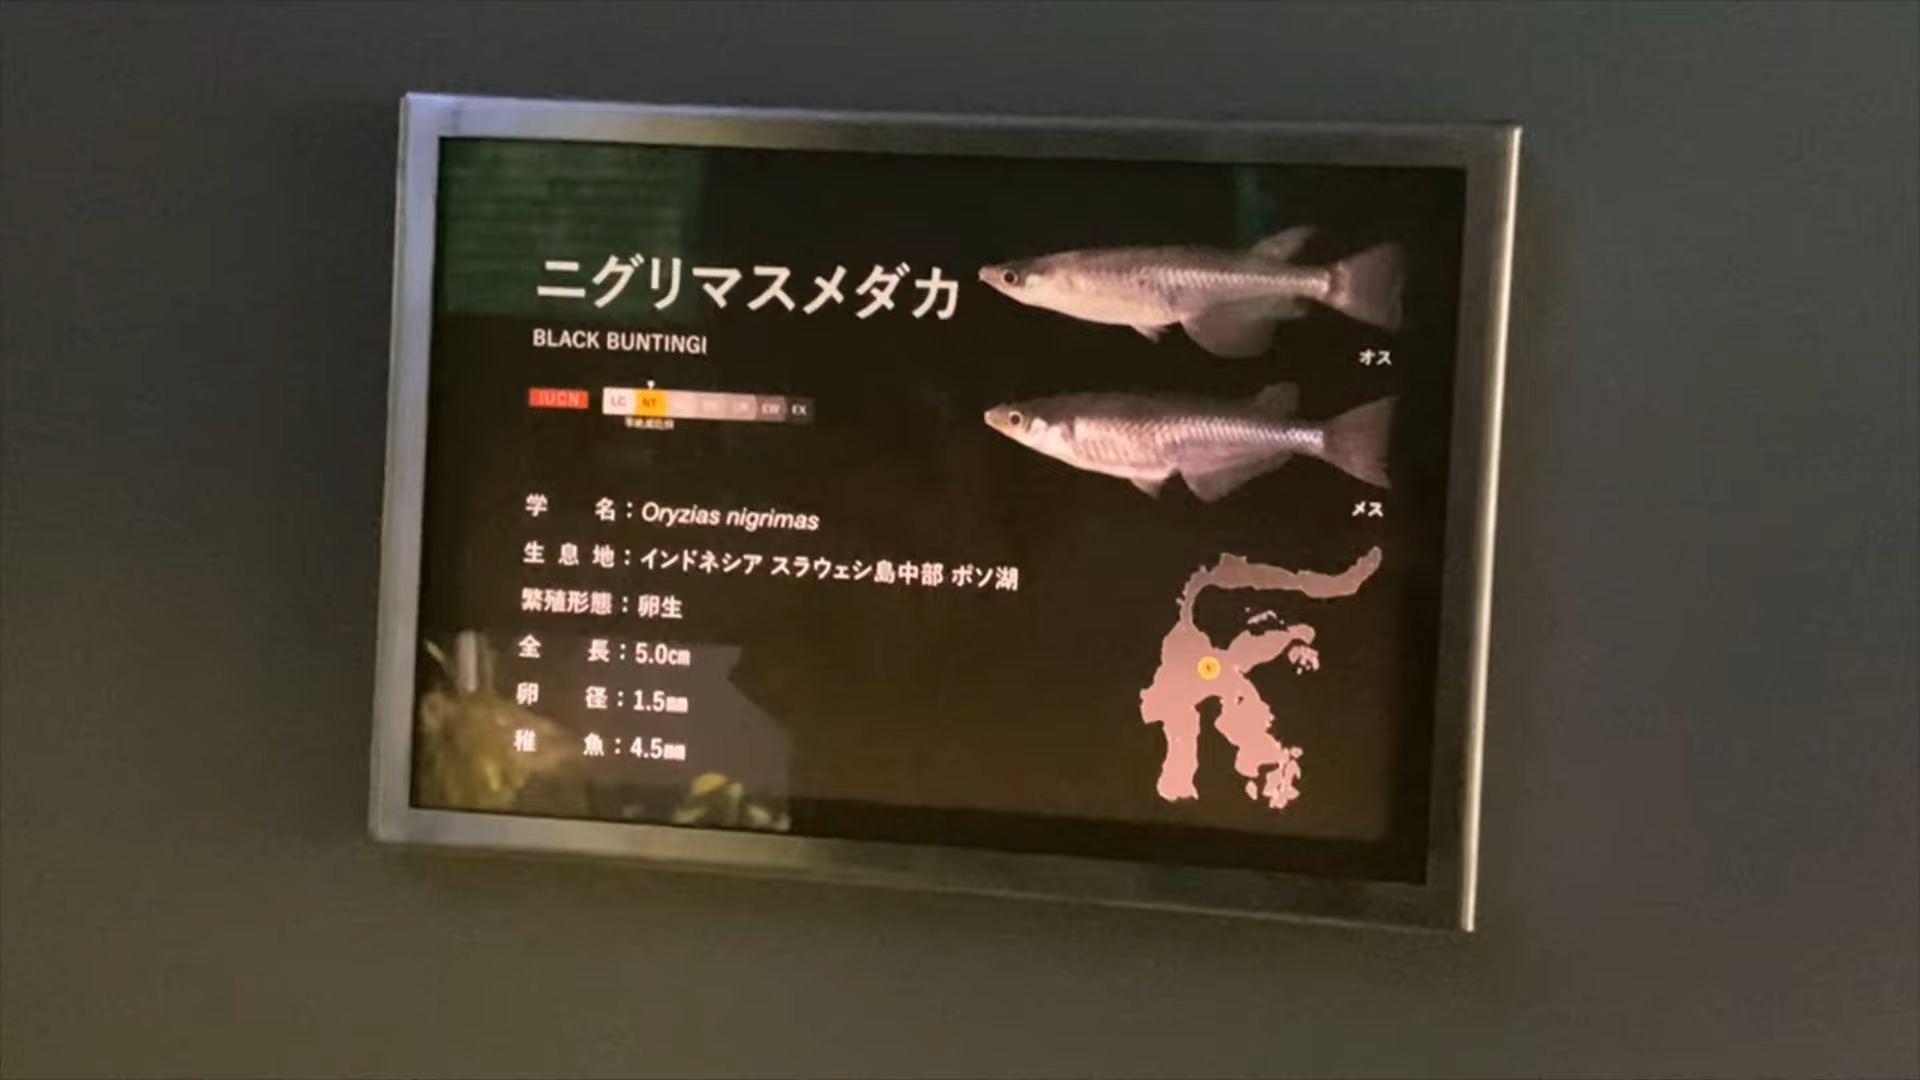 ニグリマスメダカ
BLACK BUNTINGI
IUCN LC NT EW EX
オス
メス
学名：Oryzias nigrimas
生息地：インドネシア スラウェシ島中部 ポソ湖
繁殖形態：卵生
全長：5.0㎝
卵径：1.5㎜
稚魚：4.5㎜